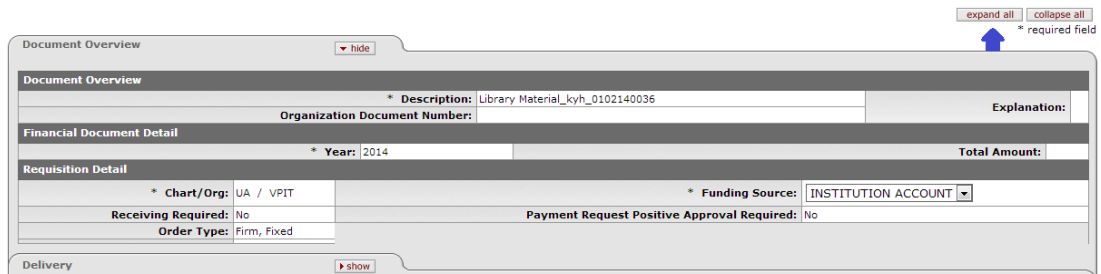 expand all collapse all
* required field
Document Overview hide
Document Overview
* Description: Library Material_kyh_0102140036 Explanation:
Organization Document Number:
Financial Document Detail
* Year: 2014 Total Amount:
Requisition Detail
* Chart/Org: UA / VPIT * Funding Source: INSTITUTION ACCOUNT
Receiving Required: No Payment Request Positive Approval Required: No
Order Type: Firm, Fixed
Delivery show